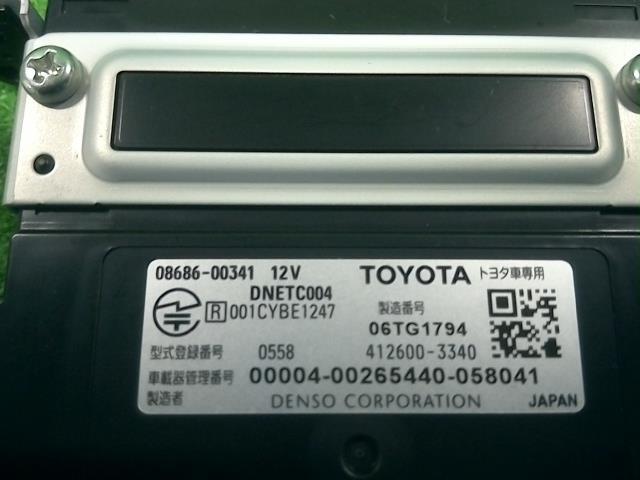 08686-00341 12V TOYOTA トヨタ車専用
DNETC004
R 001CYBE1247 製造番号
06TG1794
型式登録番号 0558 412600-3340
車載器管理番号 00004-00265440-058041
製造者 DENSO CORPORATION JAPAN